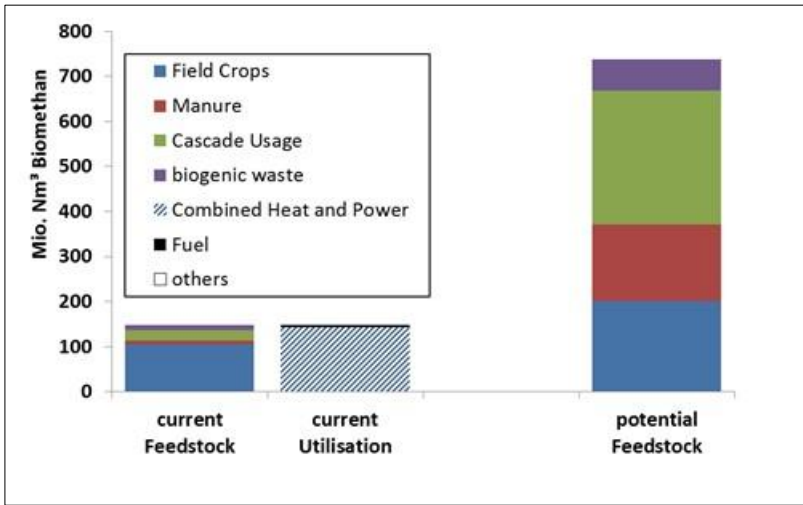 800
700
600
500
400
300
200
100
0
Mio. Nm³ Biomethan
Field Crops
Manure
Cascade Usage
biogenic waste
Combined Heat and Power
Fuel
others
current
Feedstock
current
Utilisation
potential
Feedstock